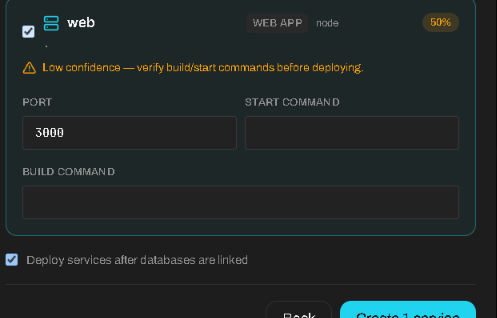 web WEB APP node 50%
.
Low confidence — verify build/start commands before deploying.
PORT START COMMAND
3000
BUILD COMMAND
Deploy services after databases are linked
Back Create 1 service